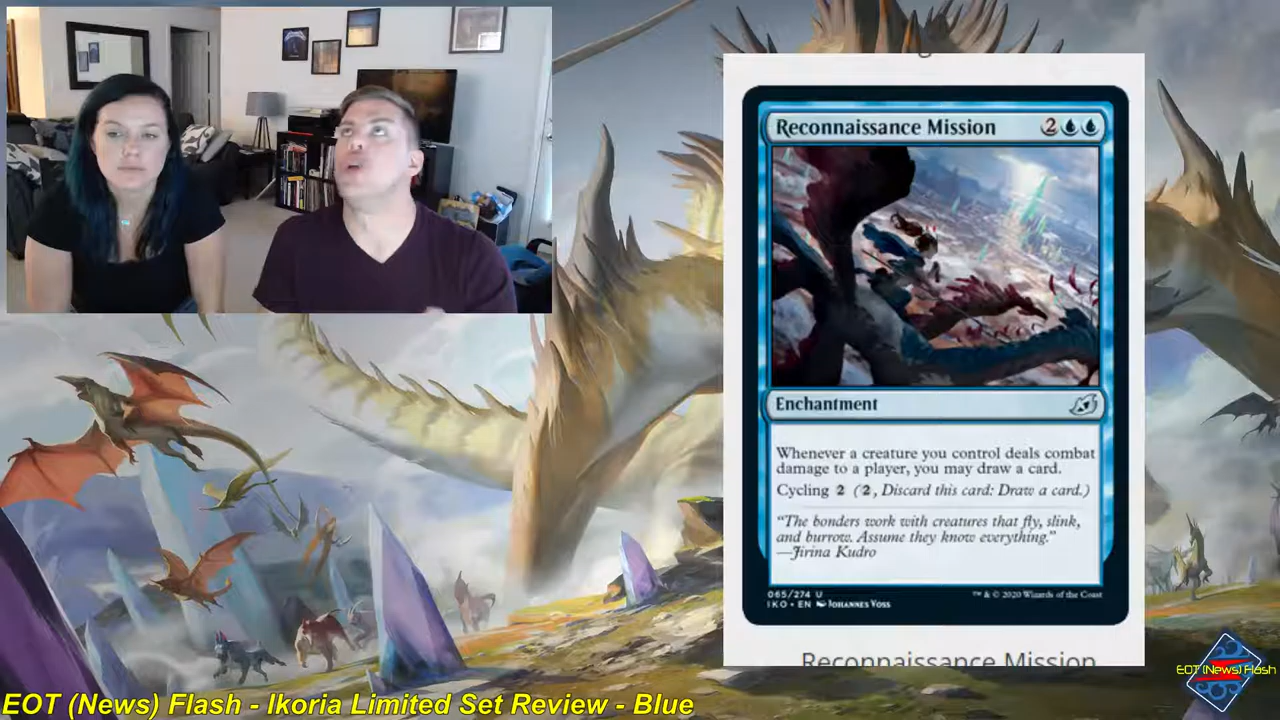 Reconnaissance Mission 2
Enchantment
Whenever a creature you control deals combat
damage to a player, you may draw a card.
Cycling 2 (2, Discard this card: Draw a card.)
"The bonders work with creatures that fly, slink,
and burrow. Assume they know everything."
—Jirina Kudro
065/274 U
IKO • EN Johannes Voss
™ & © 2020 Wizards of the Coast
Reconnaissance Mission
EOT (News) Flash
EOT (News) Flash - Ikoria Limited Set Review - Blue